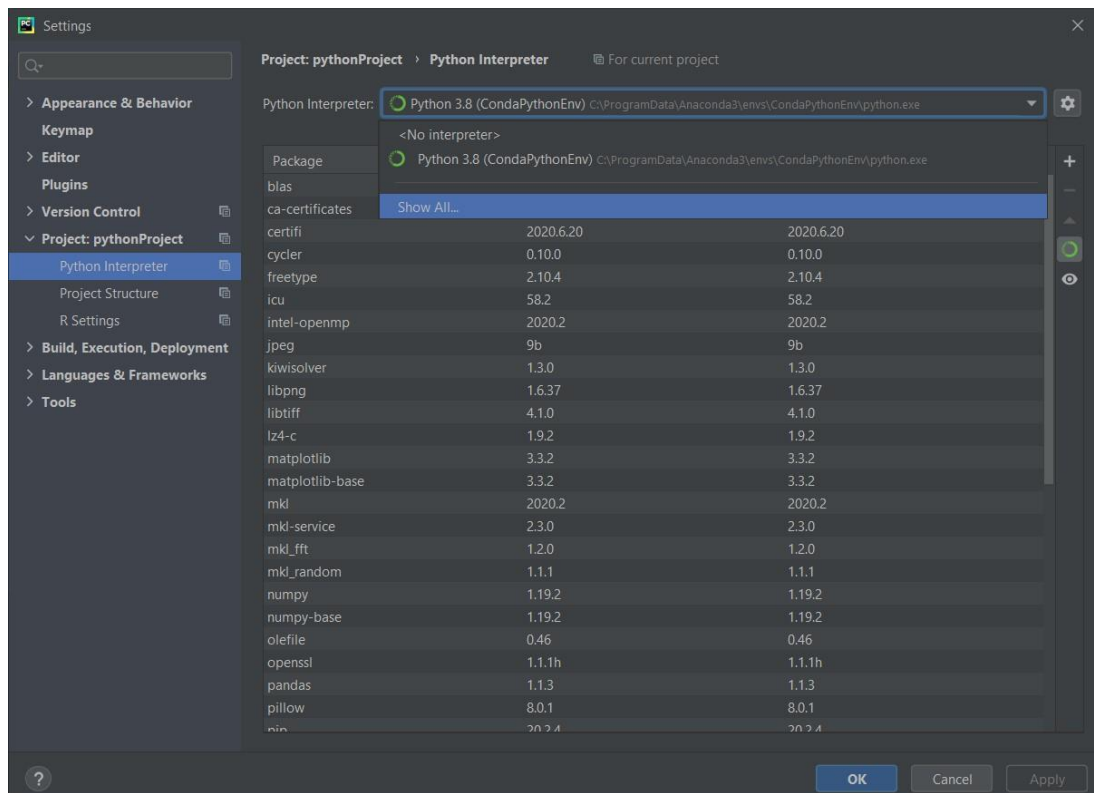 Settings
Project: pythonProject › Python Interpreter For current project
Appearance & Behavior
Keymap
Editor
Plugins
Version Control
Project: pythonProject
Python Interpreter
Project Structure
R Settings
Build, Execution, Deployment
Languages & Frameworks
Tools
Python Interpreter: Python 3.8 (CondaPythonEnv) C:\ProgramData\Anaconda3\envs\CondaPythonEnv\python.exe
<No interpreter>
Python 3.8 (CondaPythonEnv) C:\ProgramData\Anaconda3\envs\CondaPythonEnv\python.exe
Show All...
Package
blas
ca-certificates
certifi 2020.6.20 2020.6.20
cycler 0.10.0 0.10.0
freetype 2.10.4 2.10.4
icu 58.2 58.2
intel-openmp 2020.2 2020.2
jpeg 9b 9b
kiwisolver 1.3.0 1.3.0
libpng 1.6.37 1.6.37
libtiff 4.1.0 4.1.0
lz4-c 1.9.2 1.9.2
matplotlib 3.3.2 3.3.2
matplotlib-base 3.3.2 3.3.2
mkl 2020.2 2020.2
mkl-service 2.3.0 2.3.0
mkl_fft 1.2.0 1.2.0
mkl_random 1.1.1 1.1.1
numpy 1.19.2 1.19.2
numpy-base 1.19.2 1.19.2
olefile 0.46 0.46
openssl 1.1.1h 1.1.1h
pandas 1.1.3 1.1.3
pillow 8.0.1 8.0.1
pip 20.2.4 20.2.4
? OK Cancel Apply